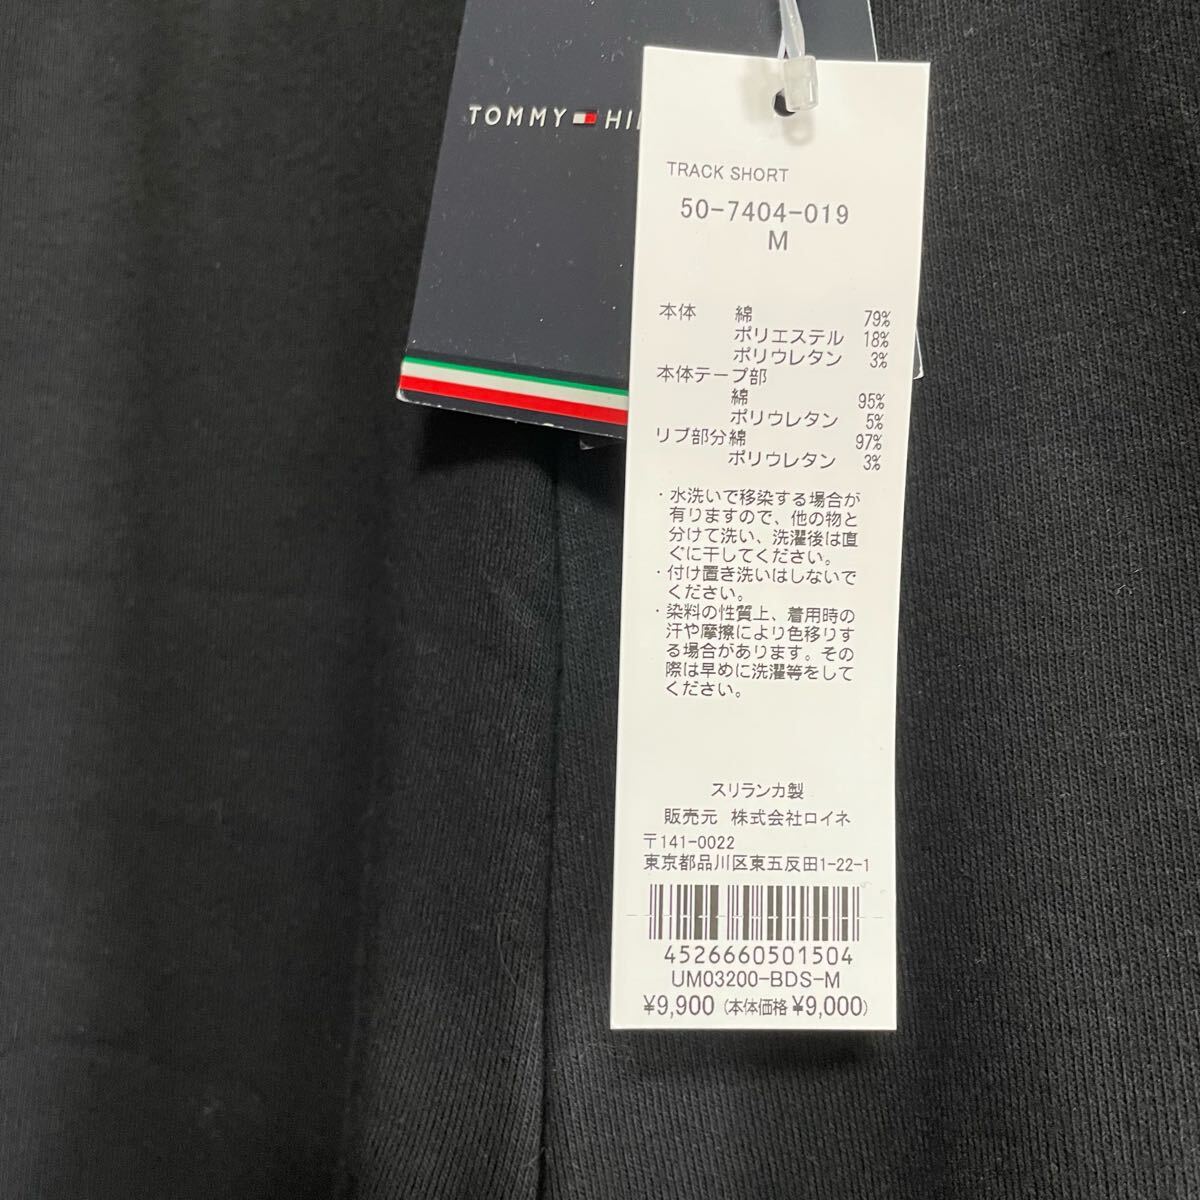 TOMMY
TRACK SHORT
50-7404-019
M
本体 綿 79%
ポリエステル 18%
ポリウレタン 3%
本体テープ部
綿 95%
ポリウレタン 5%
リブ部分綿 97%
ポリウレタン 3%
・水洗いで移染する場合が
有りますので、他の物と
分けて洗い、洗濯後は直
ぐに干してください。
・付け置き洗いはしないで
ください。
・染料の性質上、着用時の
汗や摩擦により色移りす
る場合があります。その
際は早めに洗濯等をして
ください。
スリランカ製
販売元 株式会社ロイネ
〒141-0022
東京都品川区東五反田1-22-1
4526660501504
UM03200-BDS-M
¥9,900 (本体価格 ¥9,000)